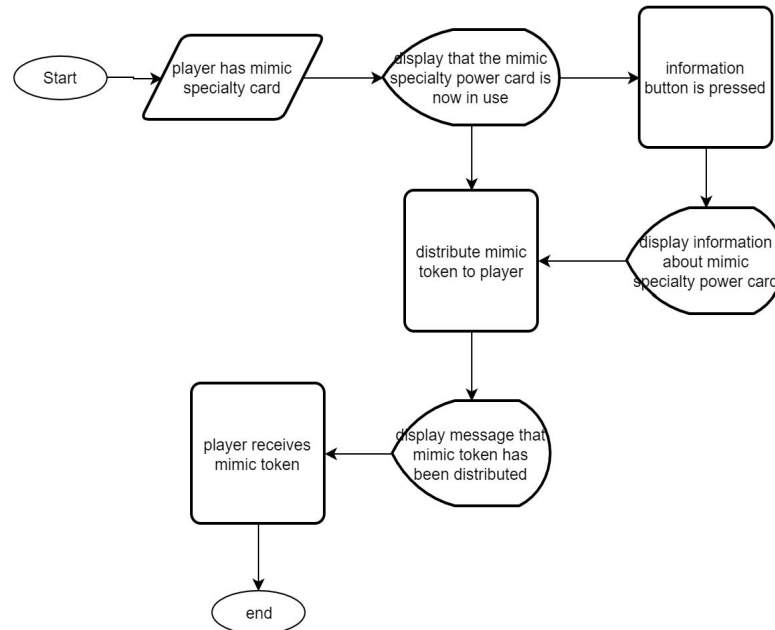 Start
player has mimic
specialty card
display that the mimic
specialty power card is
now in use
information
button is pressed
distribute mimic
token to player
display information
about mimic
specialty power card
player receives
mimic token
display message that
mimic token has
been distributed
end